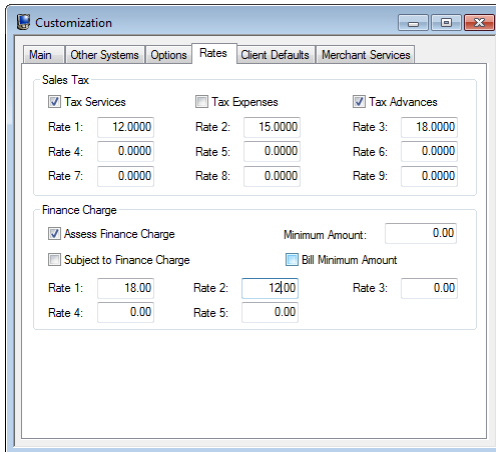 Customization
Main Other Systems Options Rates Client Defaults Merchant Services
Sales Tax
Tax Services Tax Expenses Tax Advances
Rate 1: 12.0000 Rate 2: 15.0000 Rate 3: 18.0000
Rate 4: 0.0000 Rate 5: 0.0000 Rate 6: 0.0000
Rate 7: 0.0000 Rate 8: 0.0000 Rate 9: 0.0000
Finance Charge
Assess Finance Charge Minimum Amount: 0.00
Subject to Finance Charge Bill Minimum Amount
Rate 1: 18.00 Rate 2: 12.00 Rate 3: 0.00
Rate 4: 0.00 Rate 5: 0.00